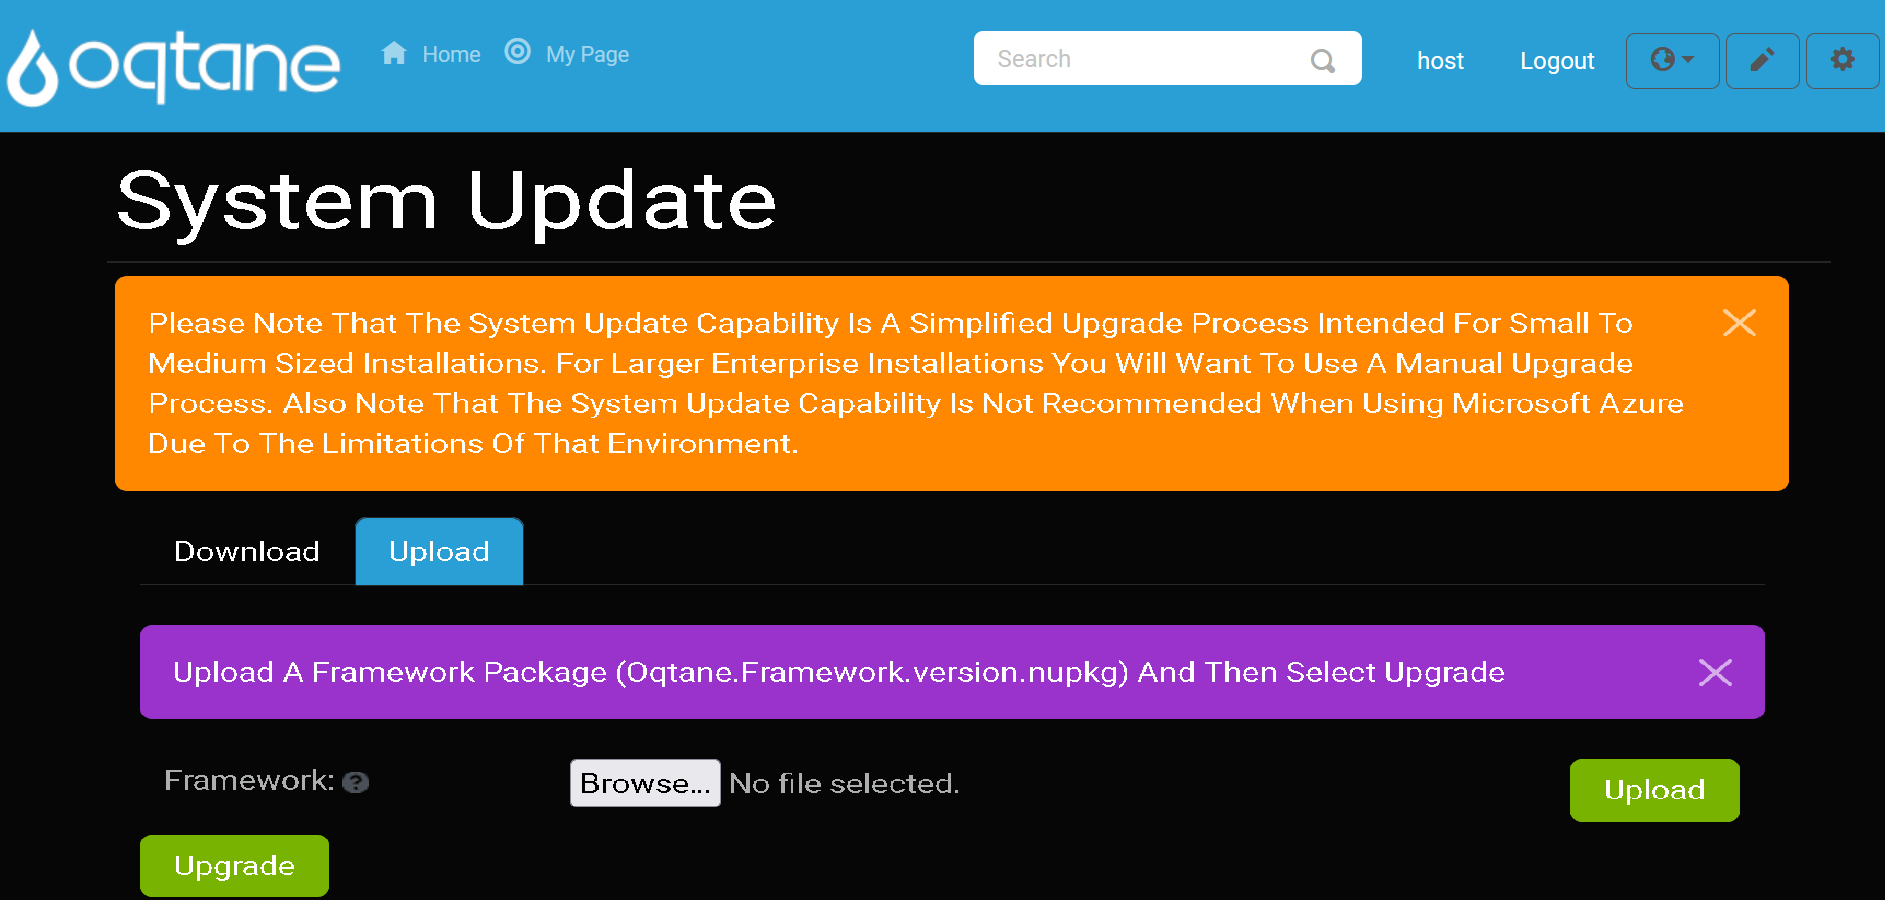 oqtane
Home
My Page
Search
host
Logout
System Update
Please Note That The System Update Capability Is A Simplified Upgrade Process Intended For Small To
Medium Sized Installations. For Larger Enterprise Installations You Will Want To Use A Manual Upgrade
Process. Also Note That The System Update Capability Is Not Recommended When Using Microsoft Azure
Due To The Limitations Of That Environment.
Download
Upload
Upload A Framework Package (Oqtane.Framework.version.nupkg) And Then Select Upgrade
Framework: ?
Browse... No file selected.
Upload
Upgrade